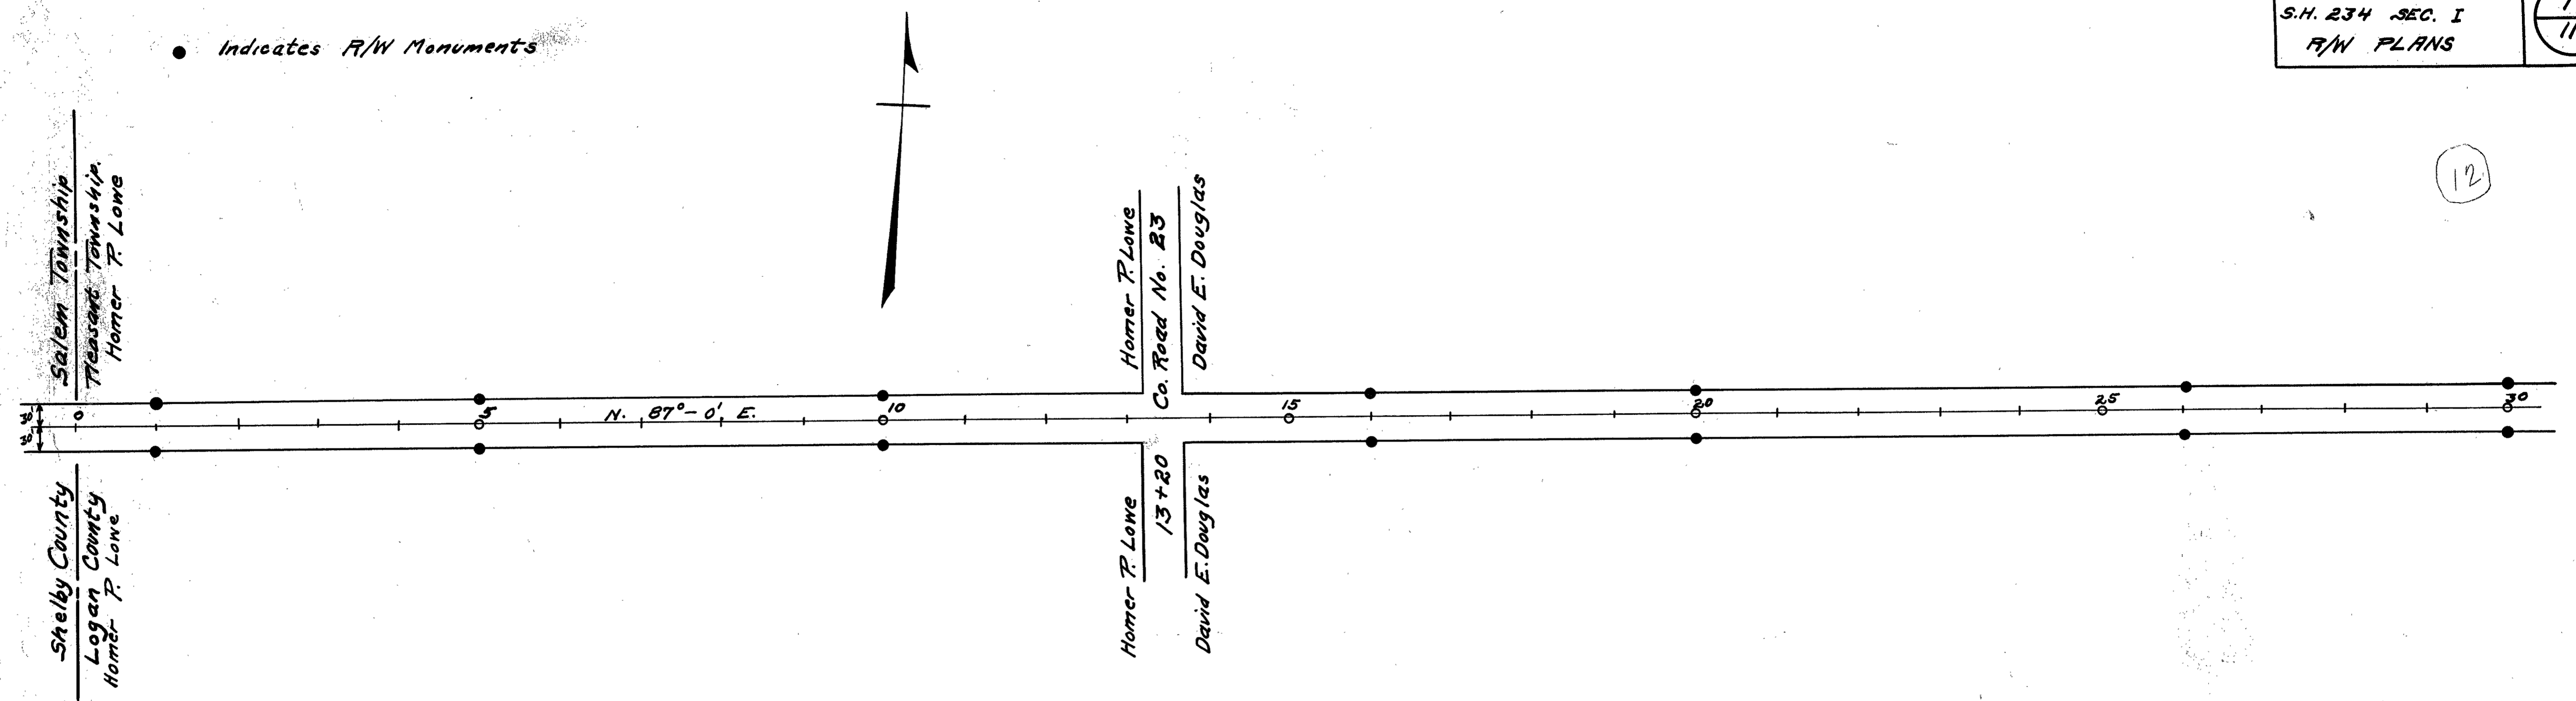 Indicates R/W Monuments
S.H. 234 SEC. I
R/W PLANS
12
Salem Township
Pleasant Township.
Homer P. Lowe
Homer P. Lowe
Co. Road No. 23
David E. Douglas
30'
30'
0
5
N. 87°-0' E.
10
15
20
25
30
Shelby County
Logan County
Homer P. Lowe
Homer P. Lowe
13+20
David E. Douglas